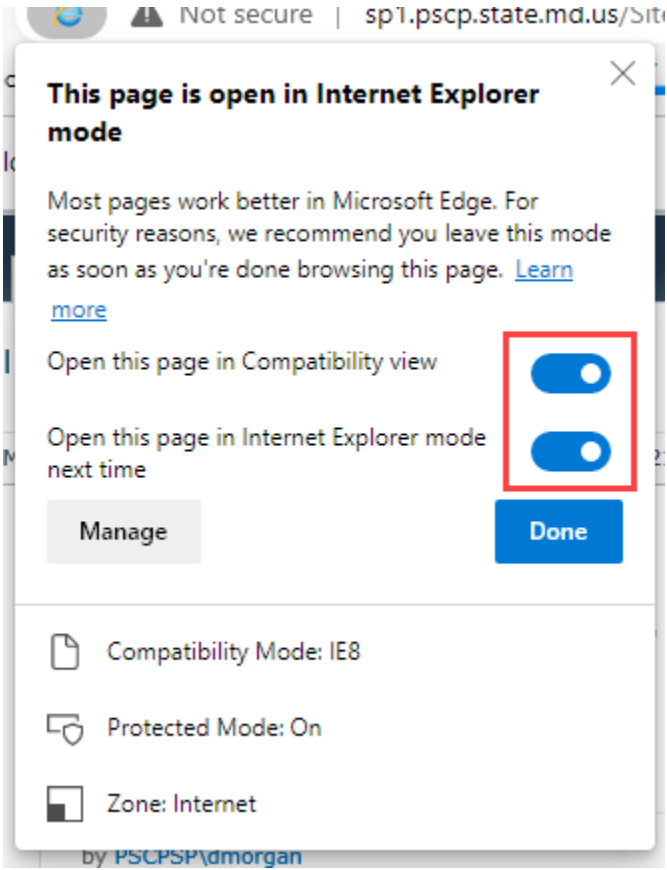 Not secure | sp1.pscp.state.md.us/Site
This page is open in Internet Explorer
mode
Most pages work better in Microsoft Edge. For
security reasons, we recommend you leave this mode
as soon as you're done browsing this page. Learn
more
Open this page in Compatibility view
Open this page in Internet Explorer mode
next time
Manage
Done
Compatibility Mode: IE8
Protected Mode: On
Zone: Internet
by PSCPSP\dmorgan